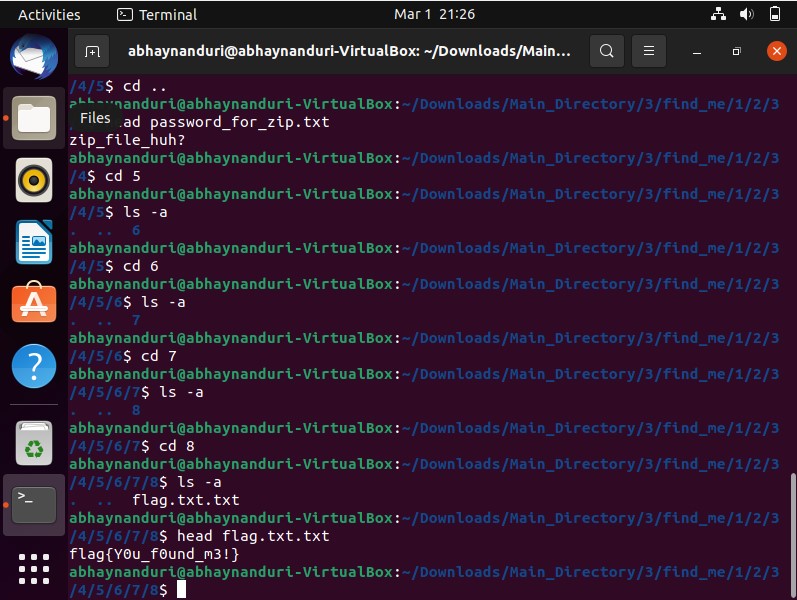 Activities Terminal Mar 1 21:26
abhaynanduri@abhaynanduri-VirtualBox: ~/Downloads/Main...
/4/5$ cd ..
abhaynanduri@abhaynanduri-VirtualBox:~/Downloads/Main_Directory/3/find_me/1/2/3
Files ad password_for_zip.txt
zip_file_huh?
abhaynanduri@abhaynanduri-VirtualBox:~/Downloads/Main_Directory/3/find_me/1/2/3
/4$ cd 5
abhaynanduri@abhaynanduri-VirtualBox:~/Downloads/Main_Directory/3/find_me/1/2/3
/4/5$ ls -a
. .. 6
abhaynanduri@abhaynanduri-VirtualBox:~/Downloads/Main_Directory/3/find_me/1/2/3
/4/5$ cd 6
abhaynanduri@abhaynanduri-VirtualBox:~/Downloads/Main_Directory/3/find_me/1/2/3
/4/5/6$ ls -a
. .. 7
abhaynanduri@abhaynanduri-VirtualBox:~/Downloads/Main_Directory/3/find_me/1/2/3
/4/5/6$ cd 7
abhaynanduri@abhaynanduri-VirtualBox:~/Downloads/Main_Directory/3/find_me/1/2/3
/4/5/6/7$ ls -a
. .. 8
abhaynanduri@abhaynanduri-VirtualBox:~/Downloads/Main_Directory/3/find_me/1/2/3
/4/5/6/7$ cd 8
abhaynanduri@abhaynanduri-VirtualBox:~/Downloads/Main_Directory/3/find_me/1/2/3
/4/5/6/7/8$ ls -a
. .. flag.txt.txt
abhaynanduri@abhaynanduri-VirtualBox:~/Downloads/Main_Directory/3/find_me/1/2/3
/4/5/6/7/8$ head flag.txt.txt
flag{Y0u_f0und_m3!}
abhaynanduri@abhaynanduri-VirtualBox:~/Downloads/Main_Directory/3/find_me/1/2/3
/4/5/6/7/8$